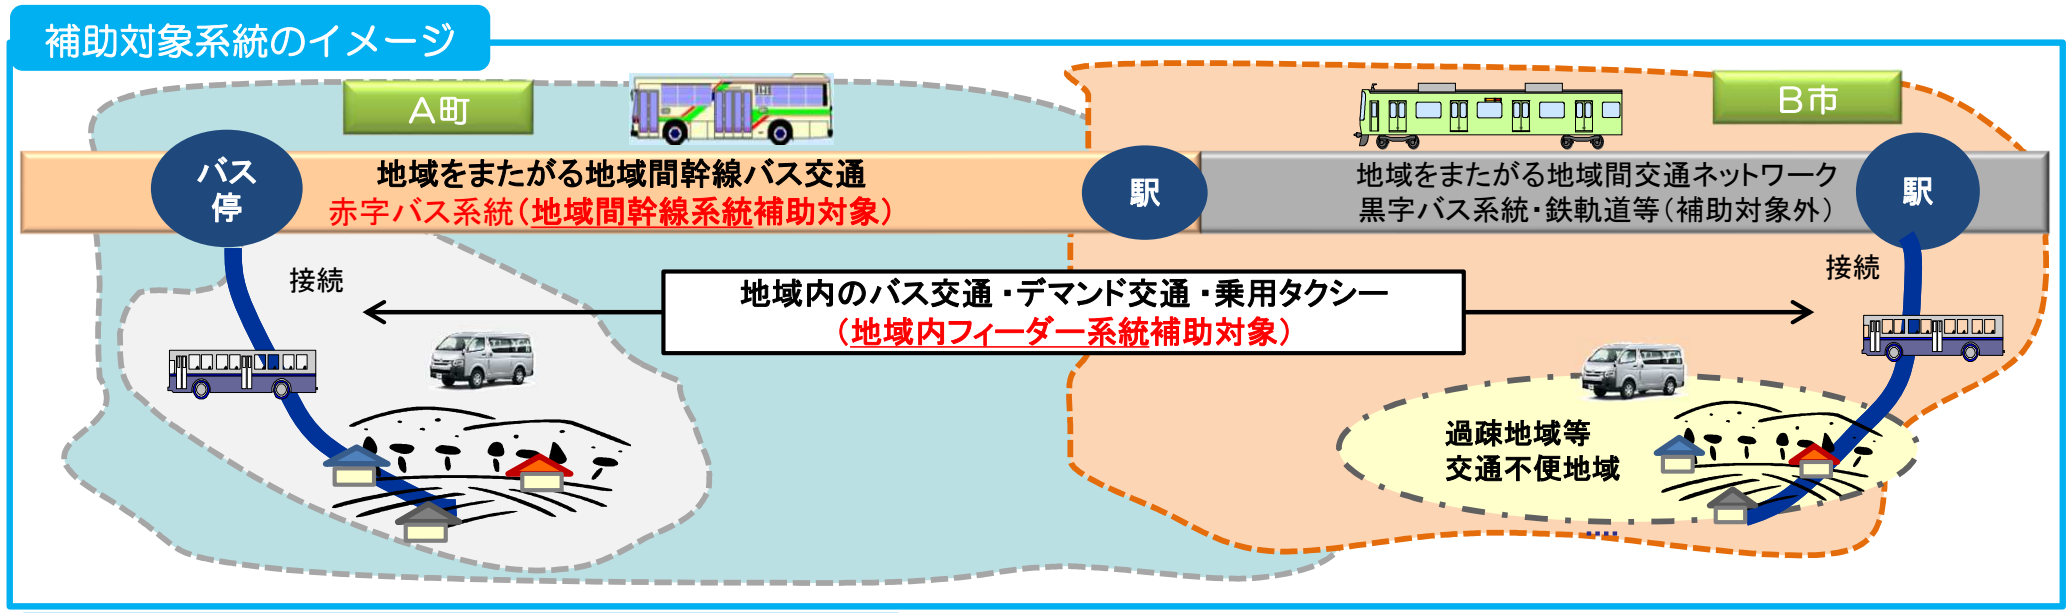 補助対象系統のイメージ
A町
B市
バス
停
地域をまたがる地域間幹線バス交通
赤字バス系統（地域間幹線系統補助対象）
駅
地域をまたがる地域間交通ネットワーク
黒字バス系統・鉄軌道等（補助対象外）
駅
接続
接続
地域内のバス交通・デマンド交通・乗用タクシー
（地域内フィーダー系統補助対象）
過疎地域等
交通不便地域